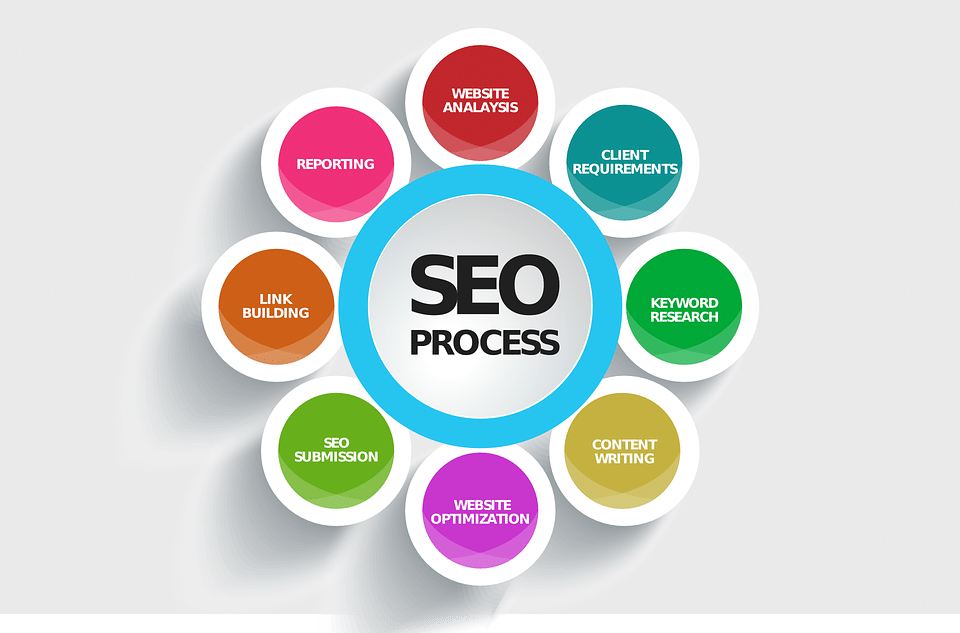 WEBSITE
ANALAYSIS
CLIENT
REQUIREMENTS
KEYWORD
RESEARCH
CONTENT
WRITING
WEBSITE
OPTIMIZATION
SEO
SUBMISSION
LINK
BUILDING
REPORTING
SEO
PROCESS